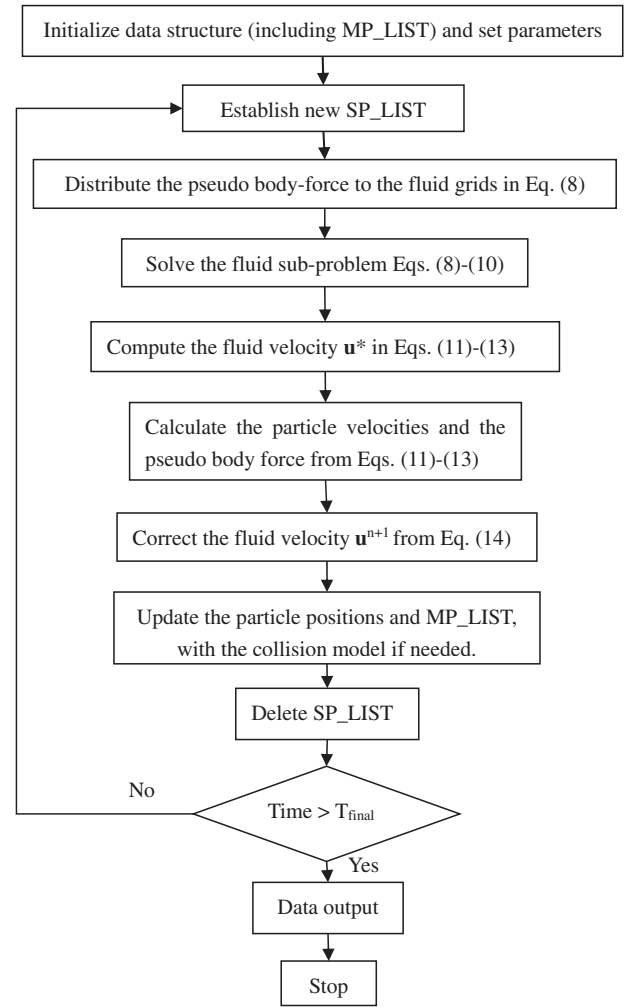 Initialize data structure (including MP_LIST) and set parameters
Establish new SP_LIST
Distribute the pseudo body-force to the fluid grids in Eq. (8)
Solve the fluid sub-problem Eqs. (8)-(10)
Compute the fluid velocity u* in Eqs. (11)-(13)
Calculate the particle velocities and the
pseudo body force from Eqs. (11)-(13)
Correct the fluid velocity uⁿ⁺¹ from Eq. (14)
Update the particle positions and MP_LIST,
with the collision model if needed.
Delete SP_LIST
No
Time > T_final
Yes
Data output
Stop